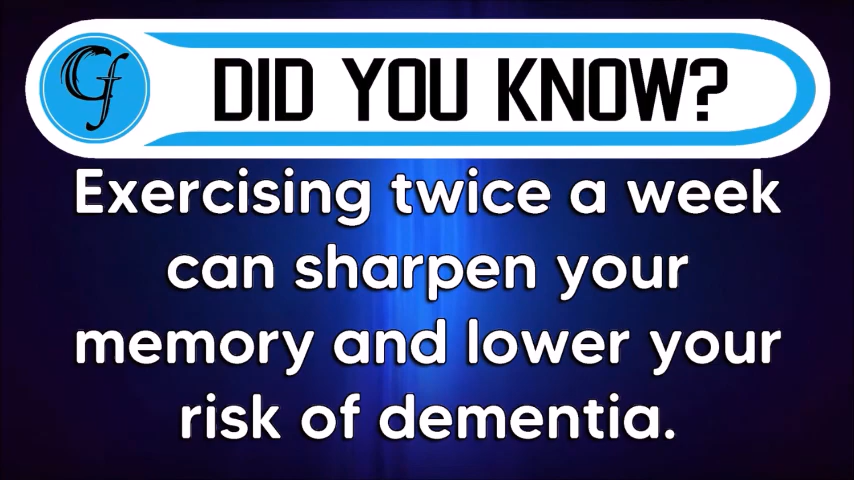 Gf DID YOU KNOW?
Exercising twice a week
can sharpen your
memory and lower your
risk of dementia.